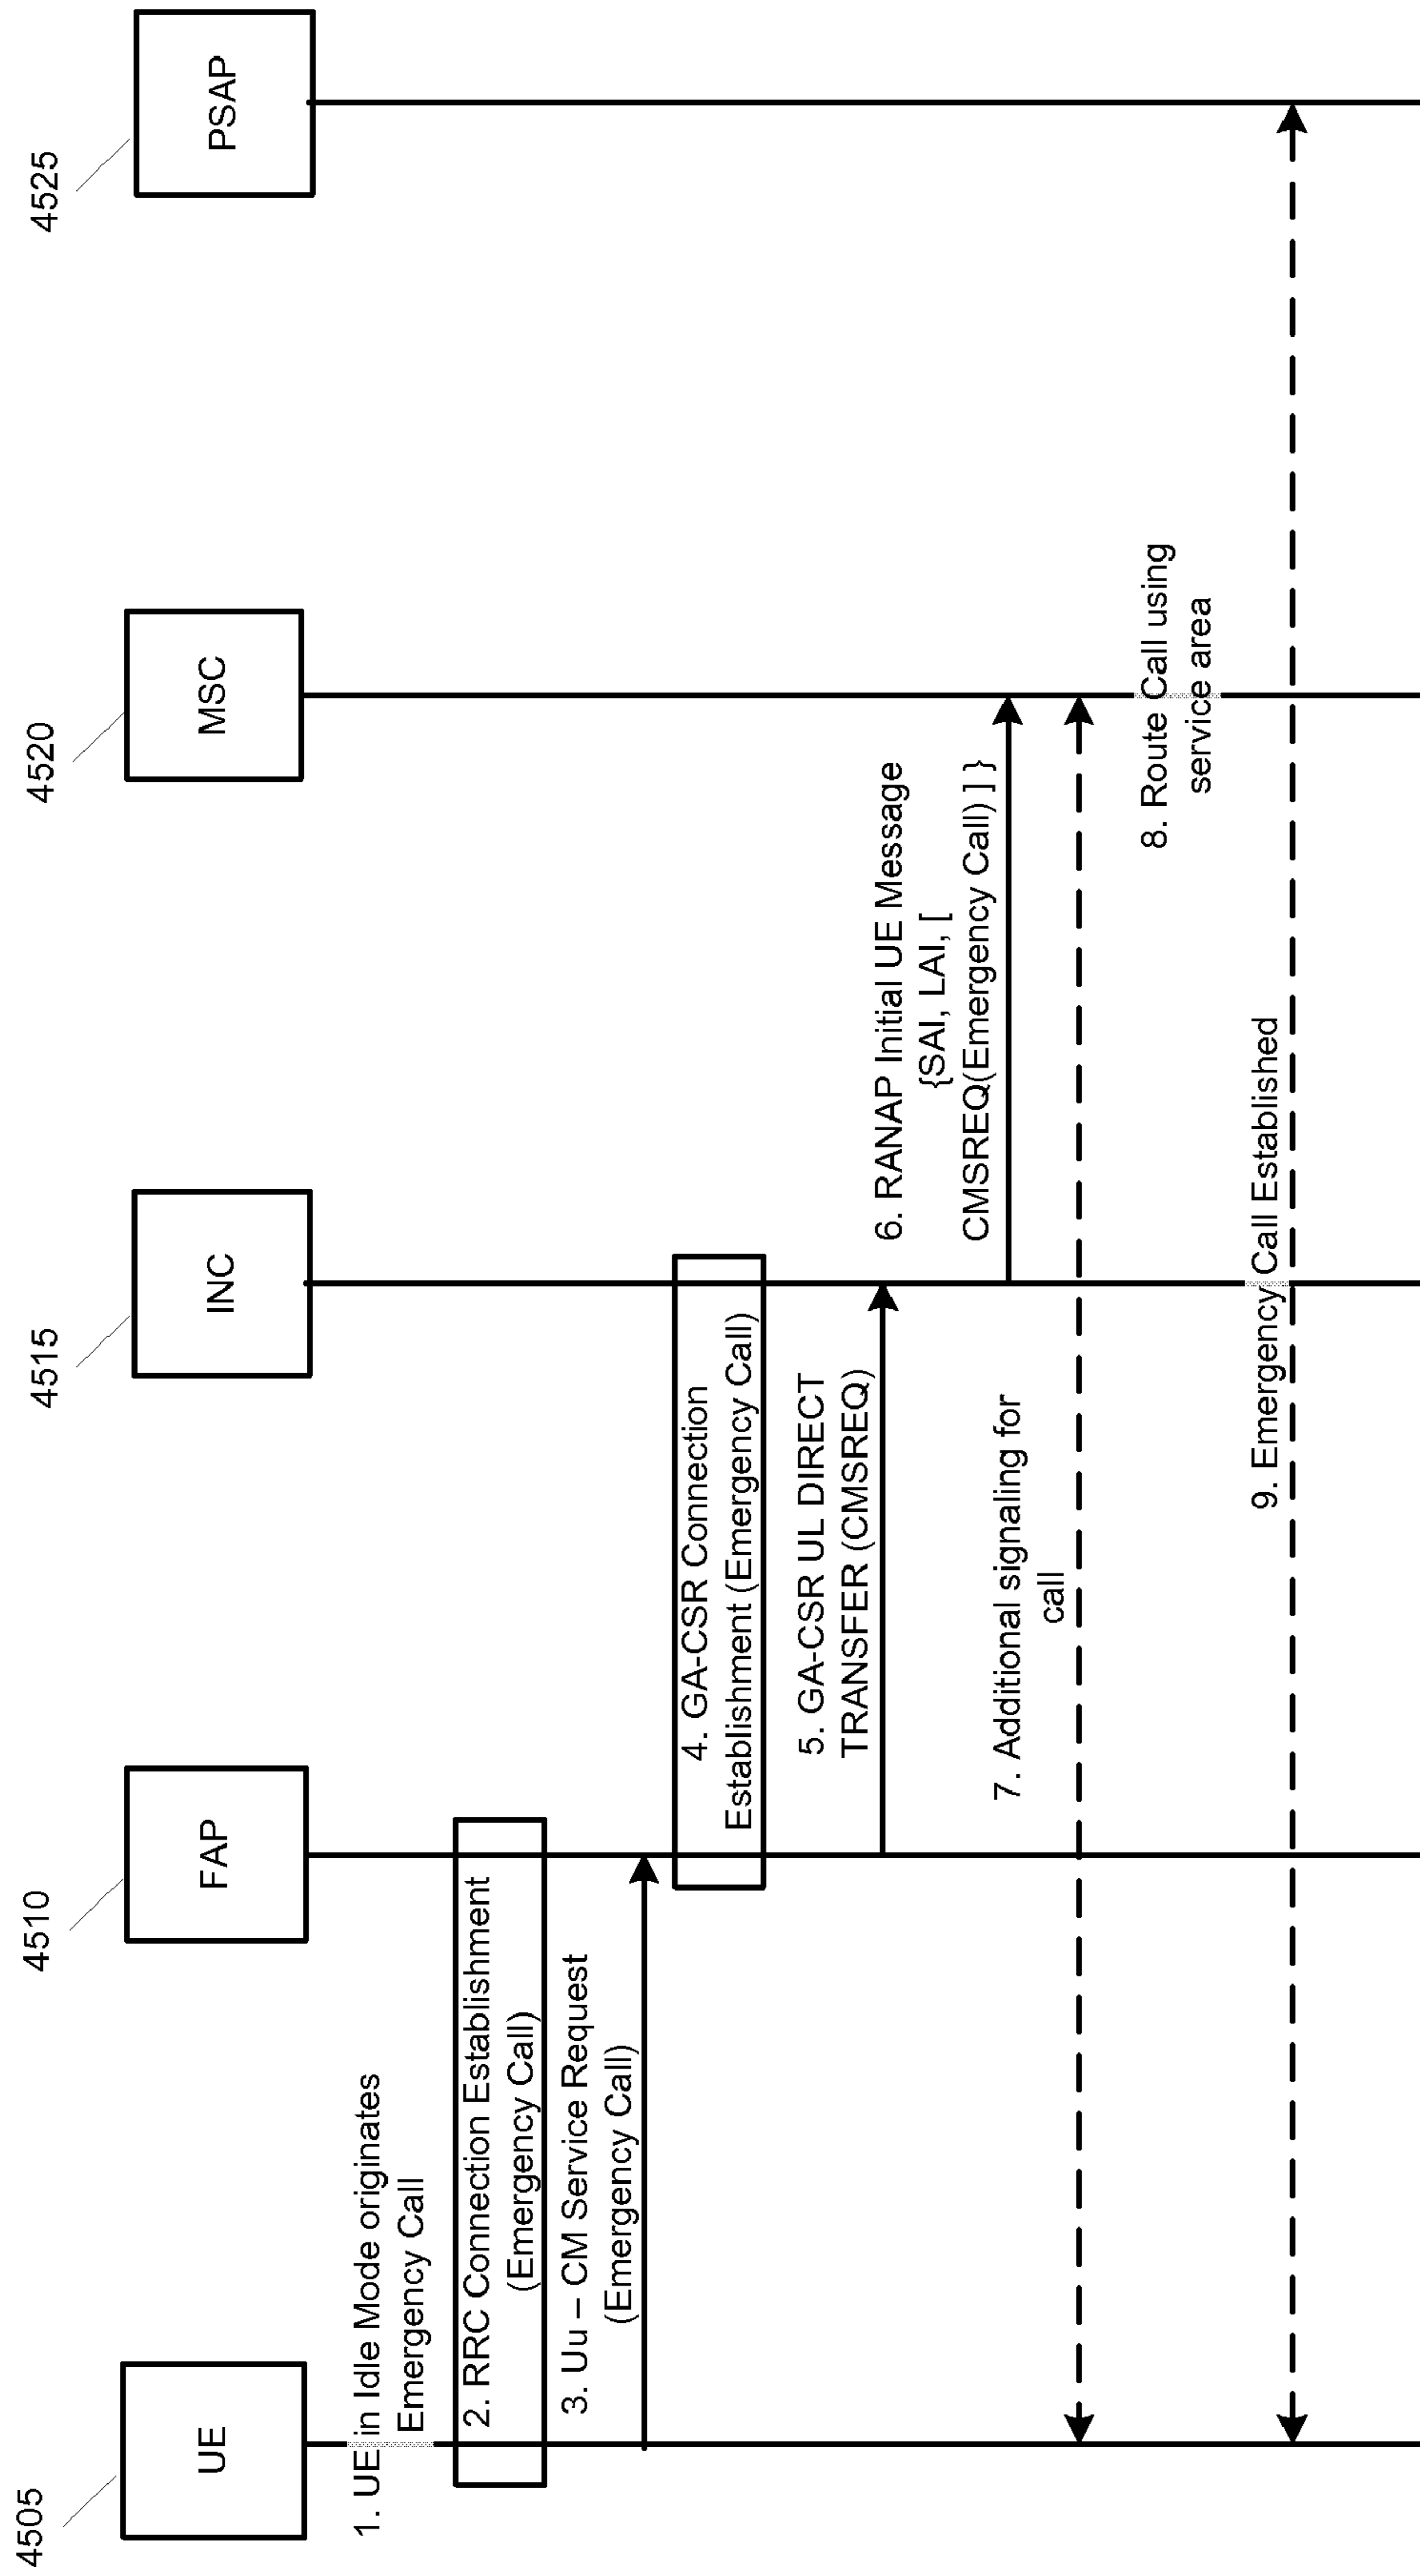 4505
4510
4515
4520
4525
UE
FAP
INC
MSC
PSAP
1. UE in Idle Mode originates
Emergency Call
2. RRC Connection Establishment
(Emergency Call)
3. Uu – CM Service Request
(Emergency Call)
4. GA-CSR Connection
Establishment (Emergency Call)
5. GA-CSR UL DIRECT
TRANSFER (CMSREQ)
6. RANAP Initial UE Message
{SAI, LAI, [
CMSREQ(Emergency Call) ] }
7. Additional signaling for
call
8. Route Call using
service area
9. Emergency Call Established